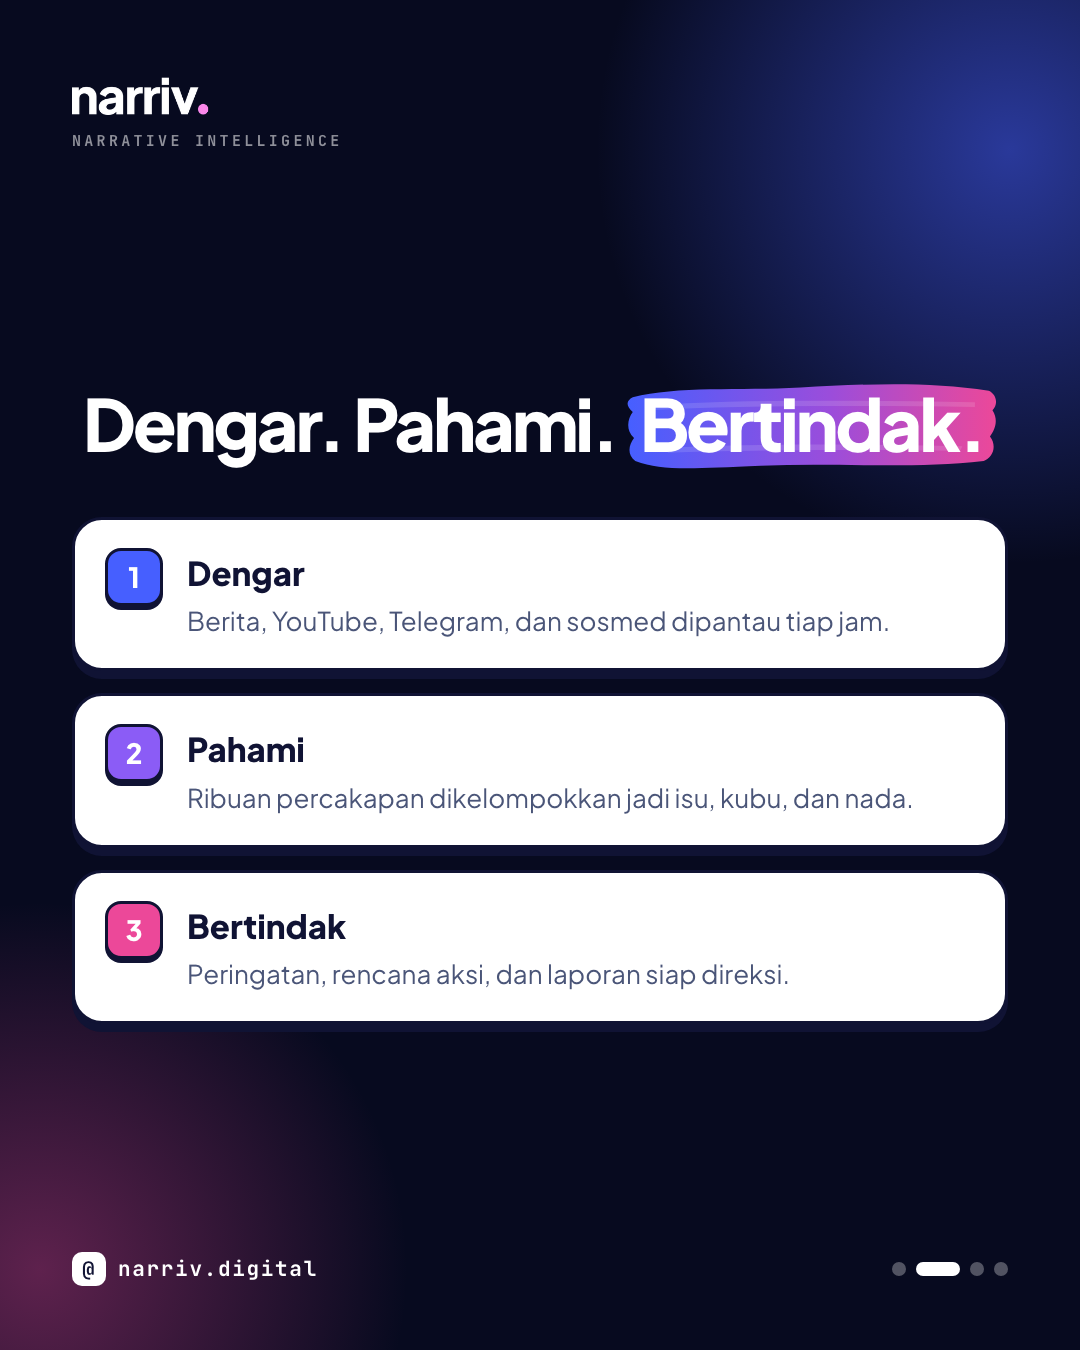 narriv.
NARRATIVE INTELLIGENCE
Dengar. Pahami. Bertindak.
1
Dengar
Berita, YouTube, Telegram, dan sosmed dipantau tiap jam.
2
Pahami
Ribuan percakapan dikelompokkan jadi isu, kubu, dan nada.
3
Bertindak
Peringatan, rencana aksi, dan laporan siap direksi.
@ narriv.digital